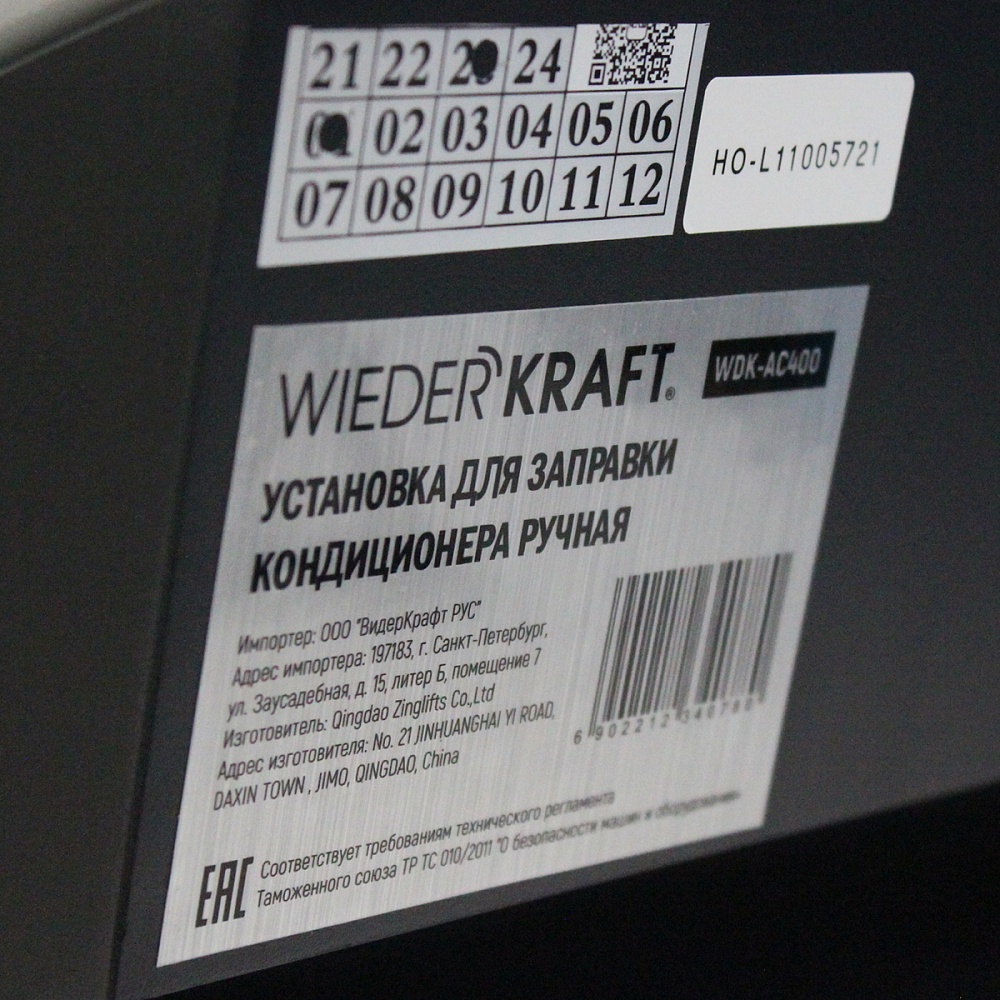 21 22 24
02 03 04 05 06
07 08 09 10 11 12
HO-L11005721
WIEDERKRAFT®
WDK-AC400
УСТАНОВКА ДЛЯ ЗАПРАВКИ
КОНДИЦИОНЕРА РУЧНАЯ
Импортер: ООО "ВидерКрафт РУС"
Адрес импортера: 197183, г. Санкт-Петербург,
ул. Заусадебная, д. 15, литер Б, помещение 7
Изготовитель: Qingdao Zinglifts Co.,Ltd
Адрес изготовителя: No. 21 JINHUANGHAI YI ROAD,
DAXIN TOWN , JIMO, QINGDAO, China
6 902212 340780
EAC
Соответствует требованиям технического регламента
Таможенного союза ТР ТС 010/2011 "О безопасности машин и оборудования"